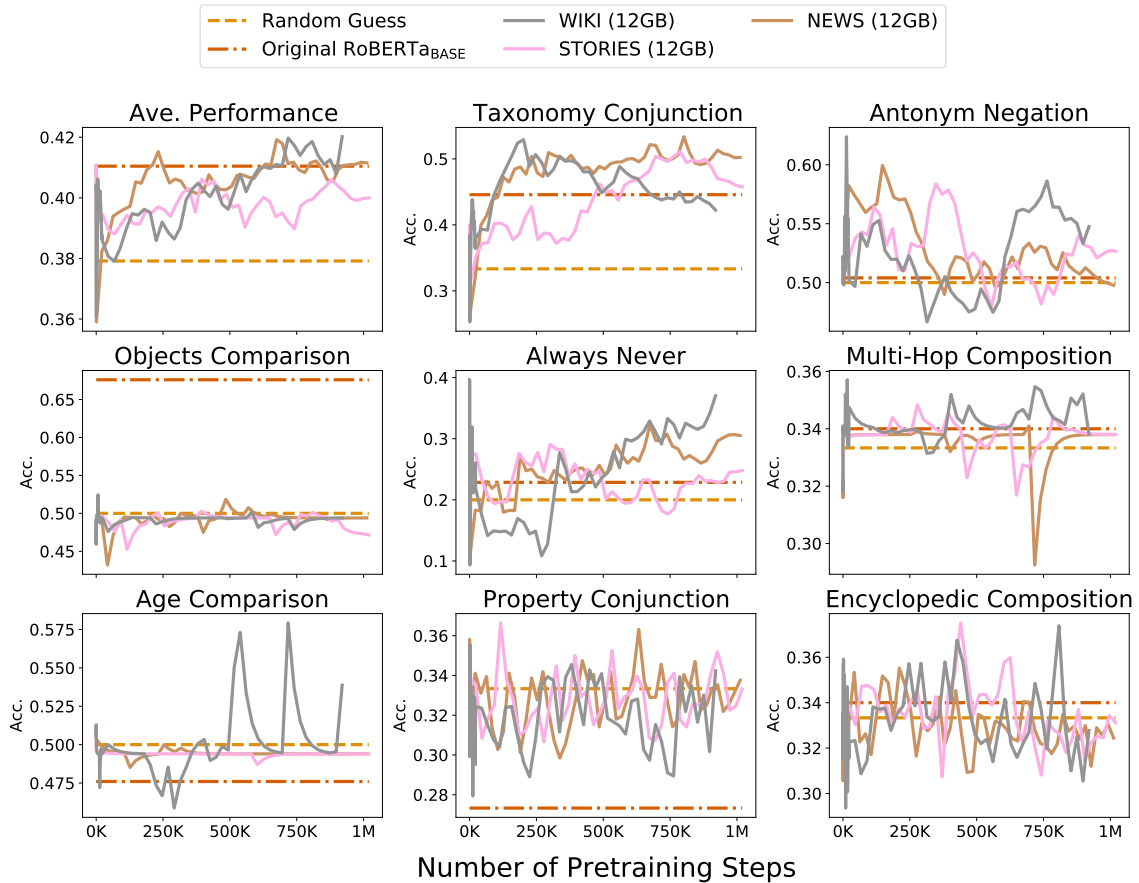 Random Guess
Original RoBERTa BASE
WIKI (12GB)
STORIES (12GB)
NEWS (12GB)
Ave. Performance
0.42
0.40
0.38
0.36
Taxonomy Conjunction
Acc.
0.5
0.4
0.3
Antonym Negation
Acc.
0.60
0.55
0.50
Objects Comparison
Acc.
0.65
0.60
0.55
0.50
0.45
Always Never
Acc.
0.4
0.3
0.2
0.1
Multi-Hop Composition
Acc.
0.36
0.34
0.32
0.30
Age Comparison
Acc.
0.575
0.550
0.525
0.500
0.475
0K 250K 500K 750K 1M
Property Conjunction
Acc.
0.36
0.34
0.32
0.30
0.28
0K 250K 500K 750K 1M
Encyclopedic Composition
Acc.
0.36
0.34
0.32
0.30
0K 250K 500K 750K 1M
Number of Pretraining Steps